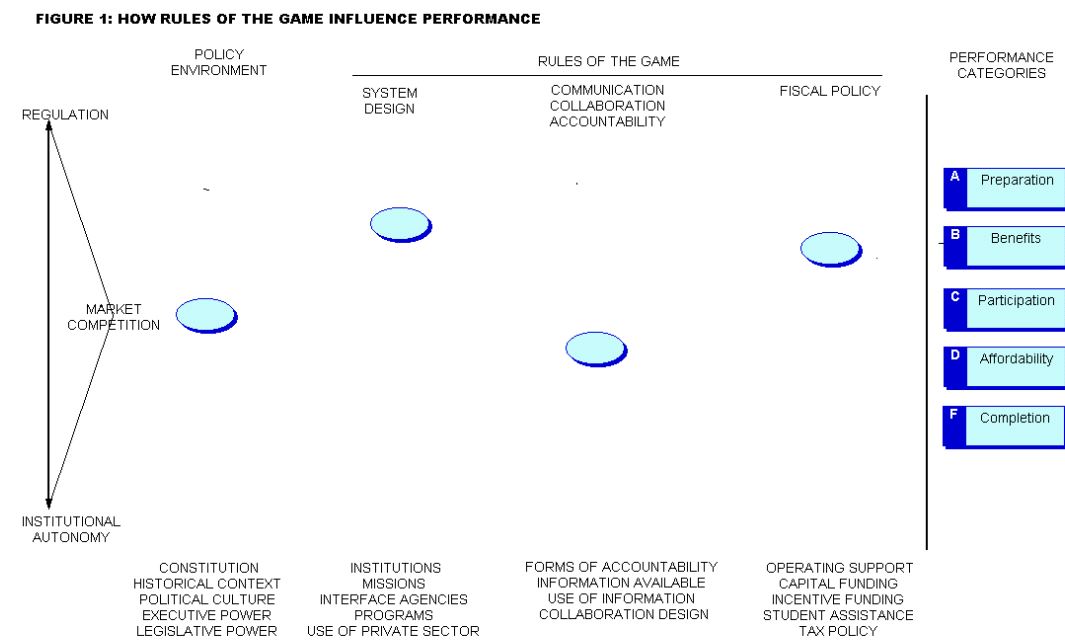 FIGURE 1: HOW RULES OF THE GAME INFLUENCE PERFORMANCE
POLICY
ENVIRONMENT
RULES OF THE GAME
PERFORMANCE
CATEGORIES
SYSTEM
DESIGN
COMMUNICATION
COLLABORATION
ACCOUNTABILITY
FISCAL POLICY
REGULATION
MARKET
COMPETITION
INSTITUTIONAL
AUTONOMY
A Preparation
B Benefits
C Participation
D Affordability
F Completion
CONSTITUTION
HISTORICAL CONTEXT
POLITICAL CULTURE
EXECUTIVE POWER
LEGISLATIVE POWER
INSTITUTIONS
MISSIONS
INTERFACE AGENCIES
PROGRAMS
USE OF PRIVATE SECTOR
FORMS OF ACCOUNTABILITY
INFORMATION AVAILABLE
USE OF INFORMATION
COLLABORATION DESIGN
OPERATING SUPPORT
CAPITAL FUNDING
INCENTIVE FUNDING
STUDENT ASSISTANCE
TAX POLICY